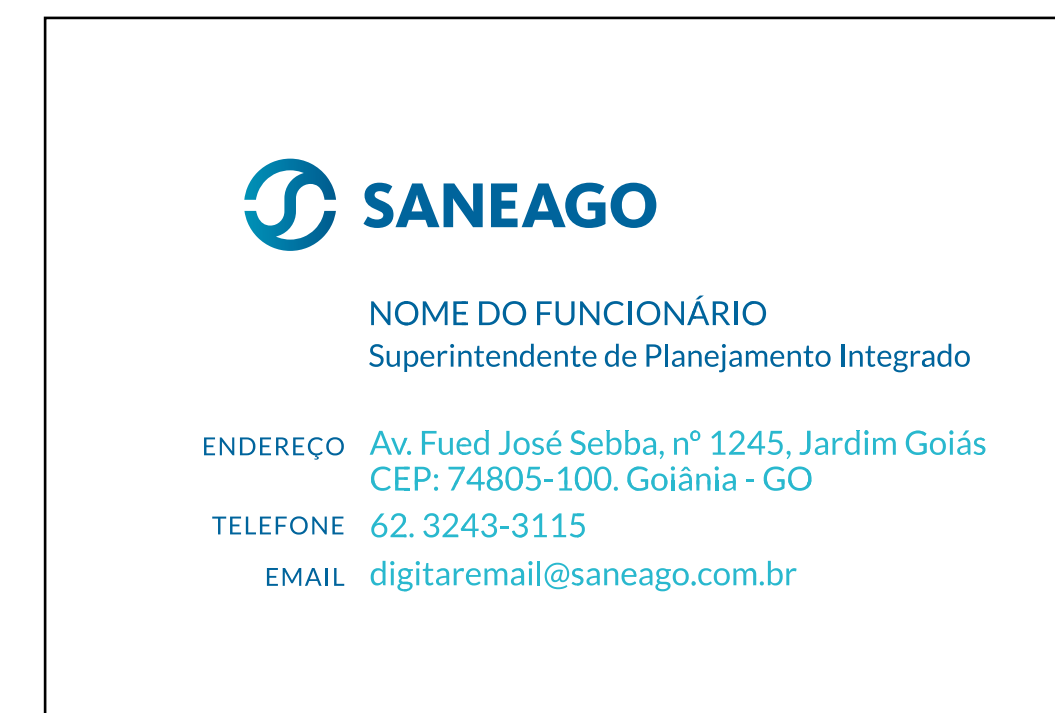 SANEAGO
NOME DO FUNCIONÁRIO
Superintendente de Planejamento Integrado
ENDEREÇO Av. Fued José Sebba, nº 1245, Jardim Goiás
CEP: 74805-100. Goiânia - GO
TELEFONE 62. 3243-3115
EMAIL digitaremail@saneago.com.br